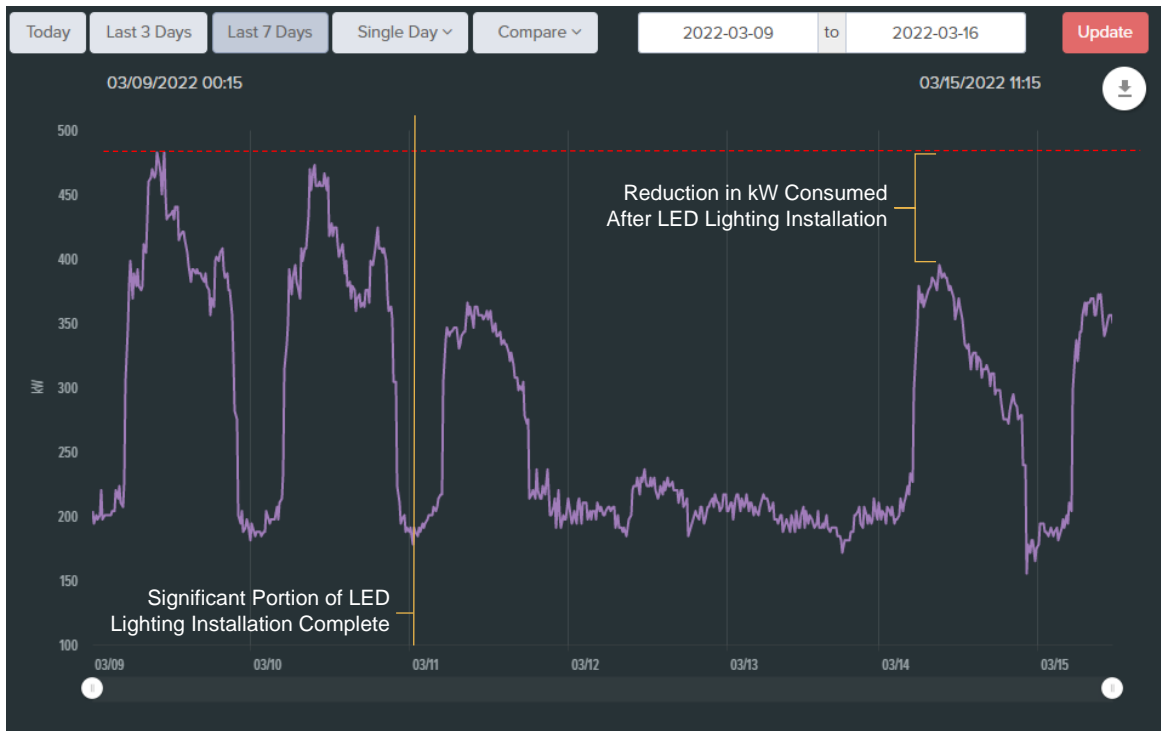 Today Last 3 Days Last 7 Days Single Day Compare 2022-03-09 to 2022-03-16 Update
03/09/2022 00:15 03/15/2022 11:15
500
450
400
350
300
250
200
150
100
kW
Reduction in kW Consumed
After LED Lighting Installation
Significant Portion of LED
Lighting Installation Complete
03/09 03/10 03/11 03/12 03/13 03/14 03/15